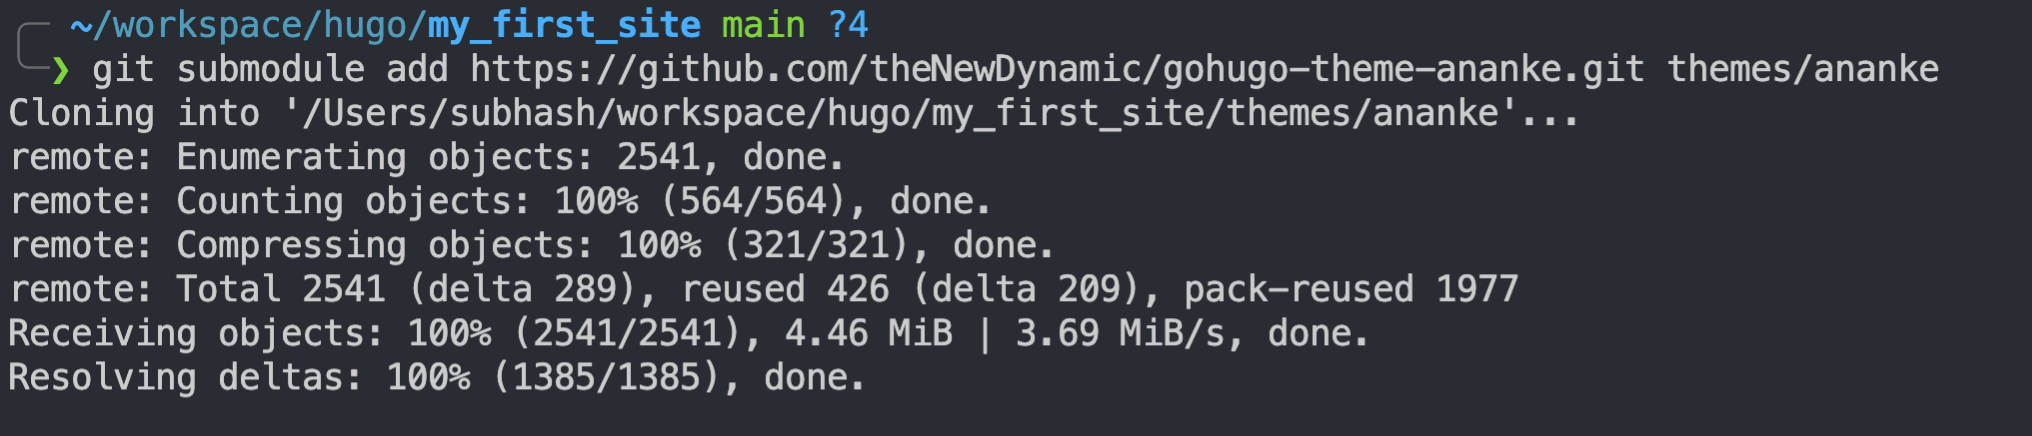 ~/workspace/hugo/my_first_site main ?4
❯ git submodule add https://github.com/theNewDynamic/gohugo-theme-ananke.git themes/ananke
Cloning into '/Users/subhash/workspace/hugo/my_first_site/themes/ananke'...
remote: Enumerating objects: 2541, done.
remote: Counting objects: 100% (564/564), done.
remote: Compressing objects: 100% (321/321), done.
remote: Total 2541 (delta 289), reused 426 (delta 209), pack-reused 1977
Receiving objects: 100% (2541/2541), 4.46 MiB | 3.69 MiB/s, done.
Resolving deltas: 100% (1385/1385), done.